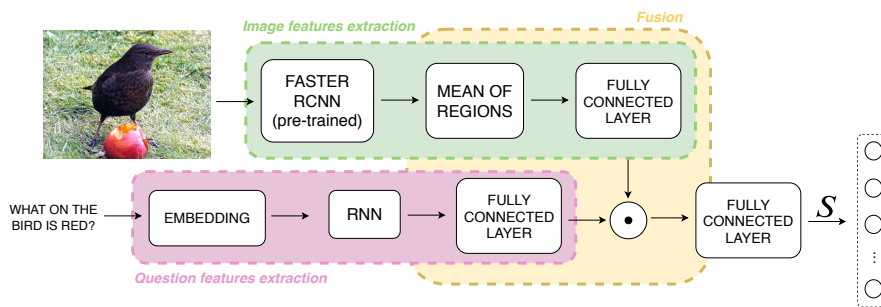 Image features extraction
Fusion
FASTER
RCNN
(pre-trained)
MEAN OF
REGIONS
FULLY
CONNECTED
LAYER
WHAT ON THE
BIRD IS RED?
EMBEDDING
RNN
FULLY
CONNECTED
LAYER
FULLY
CONNECTED
LAYER
S
...
Question features extraction